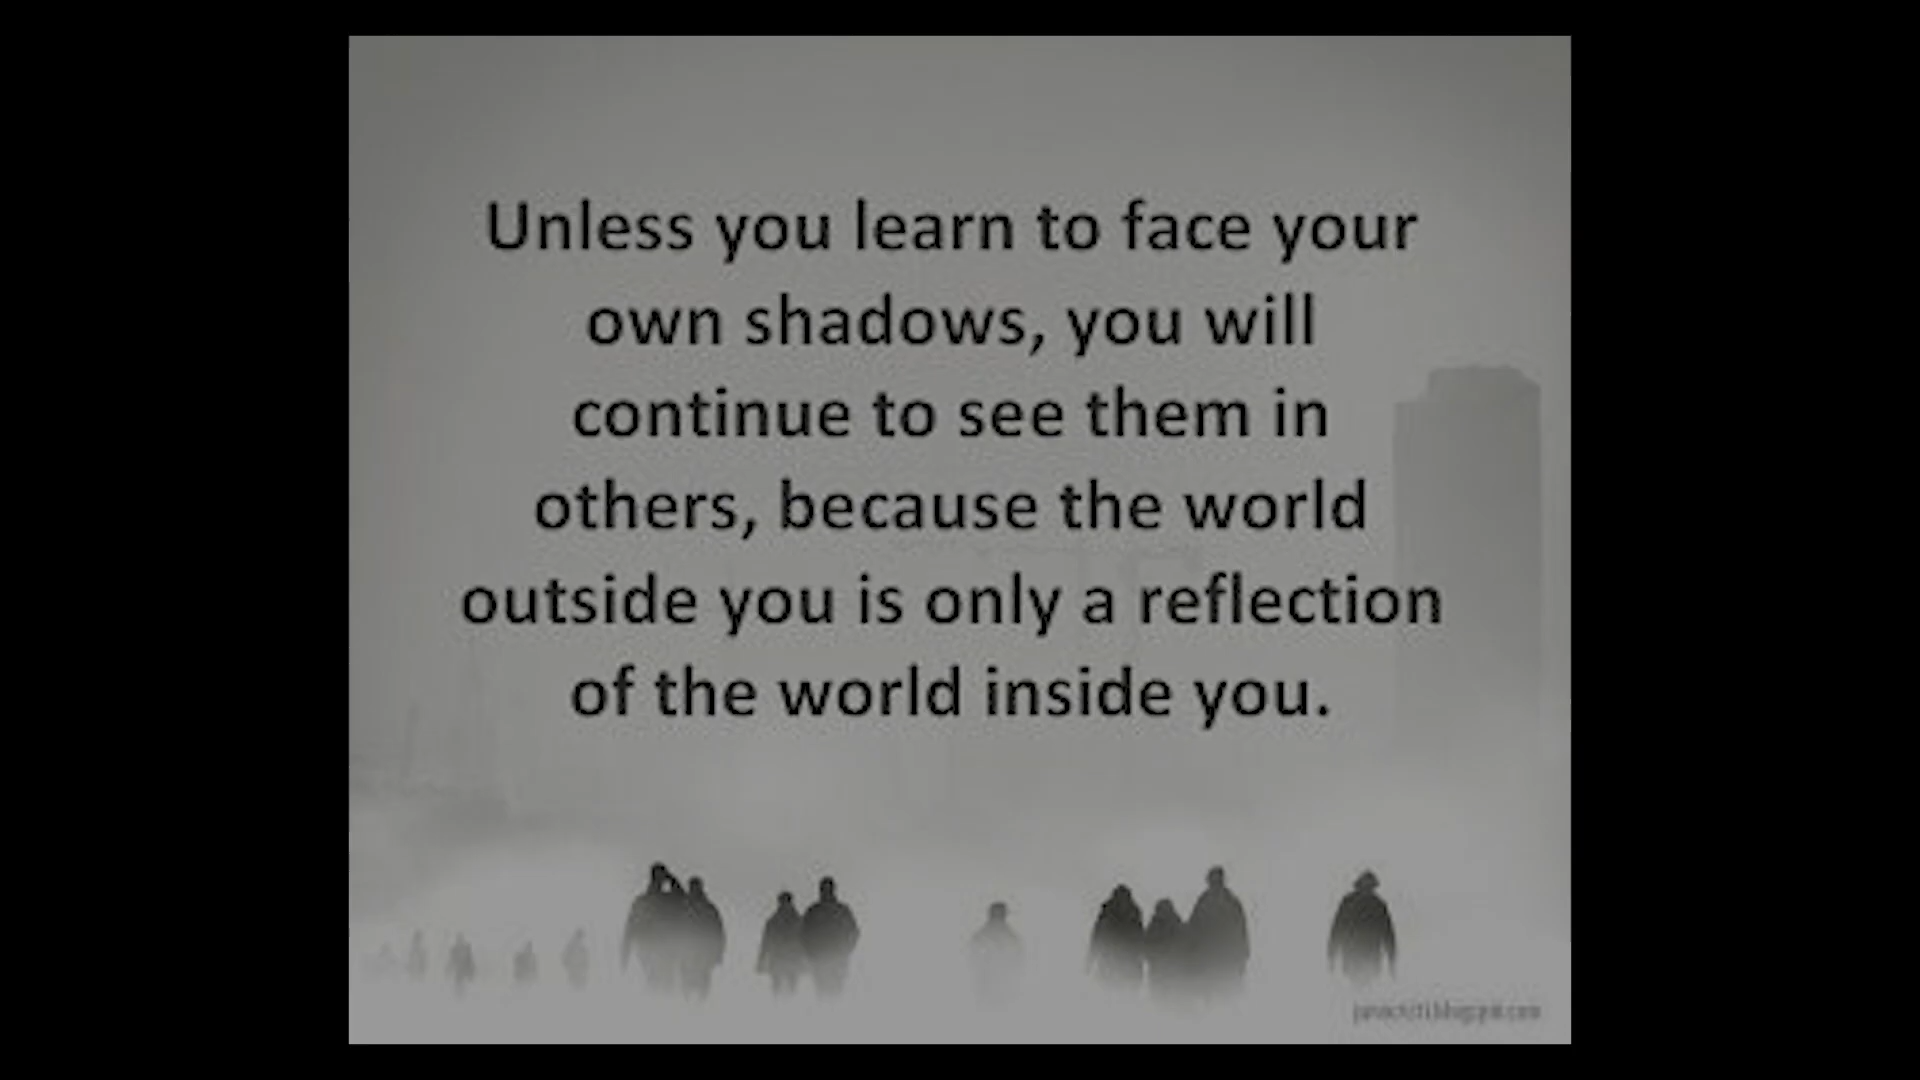 Unless you learn to face your
own shadows, you will
continue to see them in
others, because the world
outside you is only a reflection
of the world inside you.